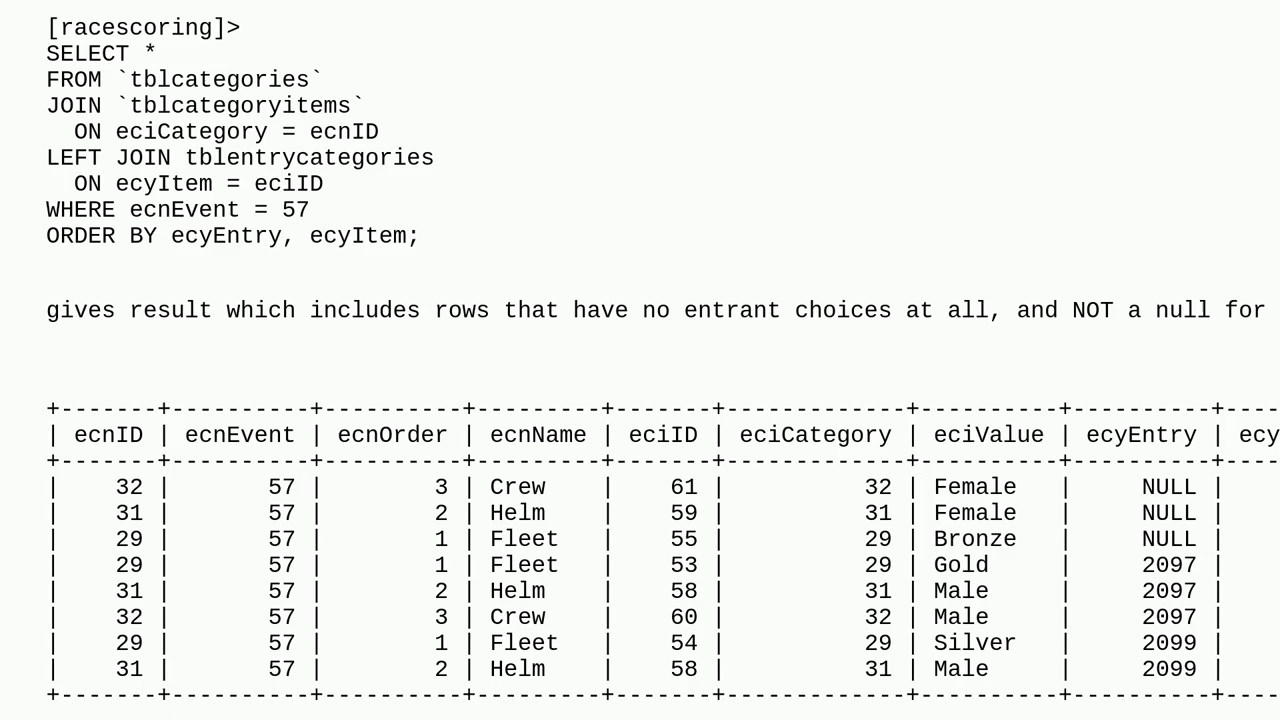 [racescoring]>
SELECT *
FROM `tblcategories`
JOIN `tblcategoryitems`
  ON eciCategory = ecnID
LEFT JOIN tblentrycategories
  ON ecyItem = eciID
WHERE ecnEvent = 57
ORDER BY ecyEntry, ecyItem;
gives result which includes rows that have no entrant choices at all, and NOT a null for
+-------+----------+----------+---------+-------+-------------+----------+----------+----
| ecnID | ecnEvent | ecnOrder | ecnName | eciID | eciCategory | eciValue | ecyEntry | ecy
+-------+----------+----------+---------+-------+-------------+----------+----------+----
|    32 |       57 |        3 | Crew    |    61 |          32 | Female   |     NULL |
|    31 |       57 |        2 | Helm    |    59 |          31 | Female   |     NULL |
|    29 |       57 |        1 | Fleet   |    55 |          29 | Bronze   |     NULL |
|    29 |       57 |        1 | Fleet   |    53 |          29 | Gold     |     2097 |
|    31 |       57 |        2 | Helm    |    58 |          31 | Male     |     2097 |
|    32 |       57 |        3 | Crew    |    60 |          32 | Male     |     2097 |
|    29 |       57 |        1 | Fleet   |    54 |          29 | Silver   |     2099 |
|    31 |       57 |        2 | Helm    |    58 |          31 | Male     |     2099 |
+-------+----------+----------+---------+-------+-------------+----------+----------+----